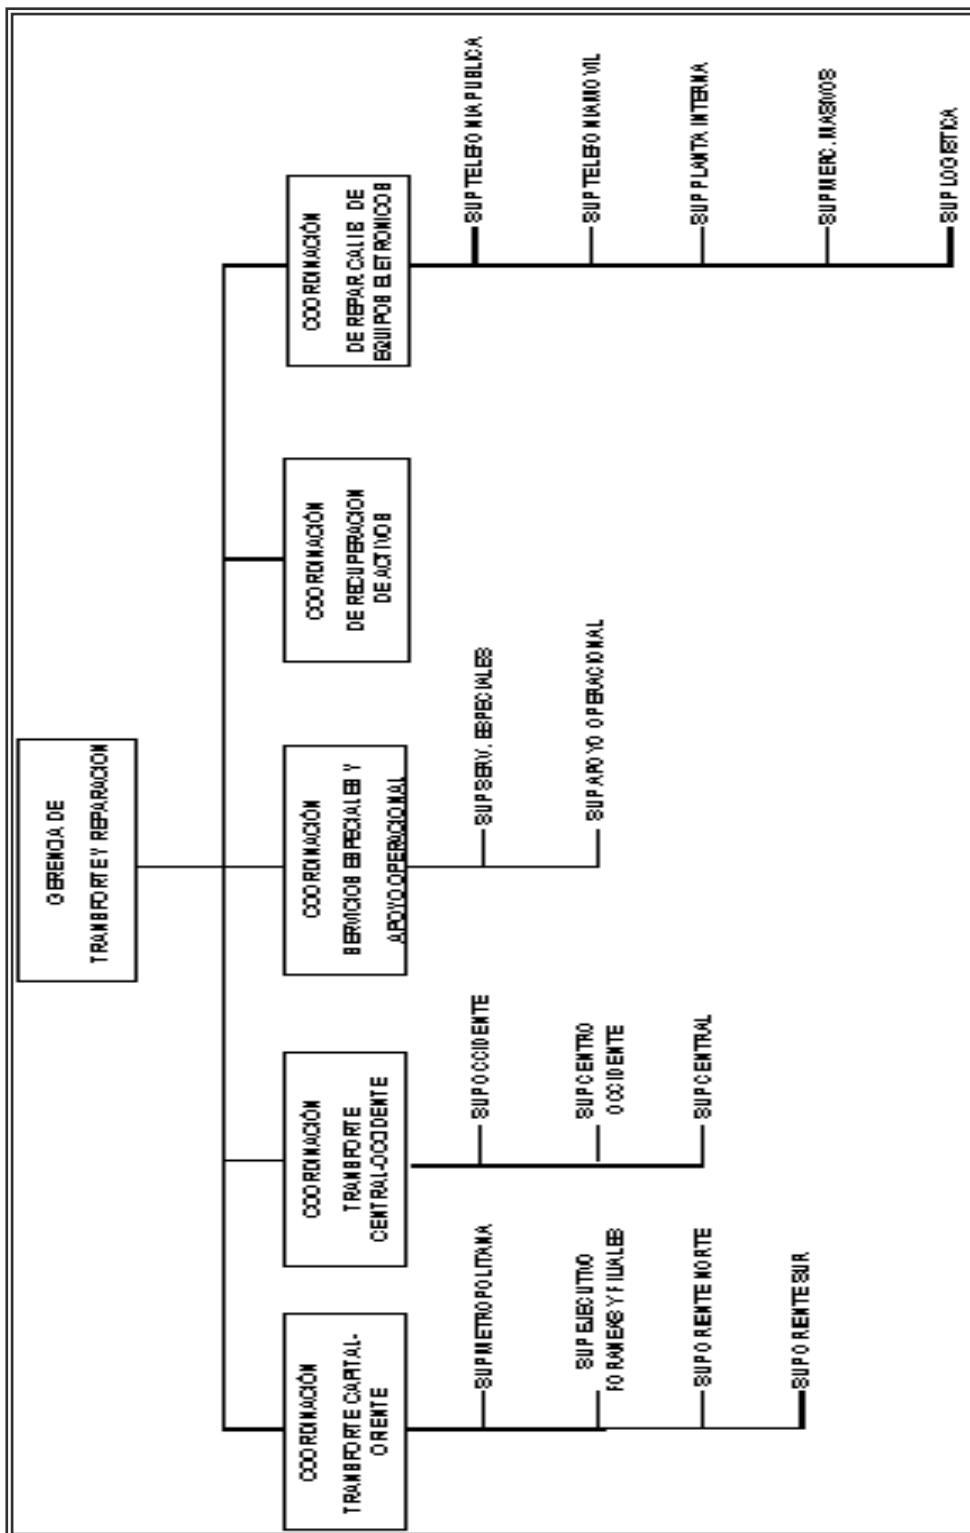 GERENCIA DE
TRANSPORTE Y REPARACION
COORDINACIÓN
TRANSPORTE CAPITAL-
ORIENTE
SUP METROPOLITANA
SUP EJECUTIVO
FORANEAS Y FILIALES
SUP ORIENTE NORTE
SUP ORIENTE SUR
COORDINACIÓN
TRANSPORTE
CENTRAL-OCCIDENTE
SUP OCCIDENTE
SUP CENTRO
OCCIDENTE
SUP CENTRAL
COORDINACIÓN
SERVICIOS ESPECIALES Y
APOYO OPERACIONAL
SUP SERV. ESPECIALES
SUP APOYO OPERACIONAL
COORDINACIÓN
DE RECUPERACION
DE ACTIVOS
COORDINACIÓN
DE REPAR. CALIB. DE
EQUIPOS ELETRONICOS
SUP TELEFONIA PUBLICA
SUP TELEFONIA MOVIL
SUP PLANTA INTERNA
SUP MERC. MASIVOS
SUP LOGISTICA